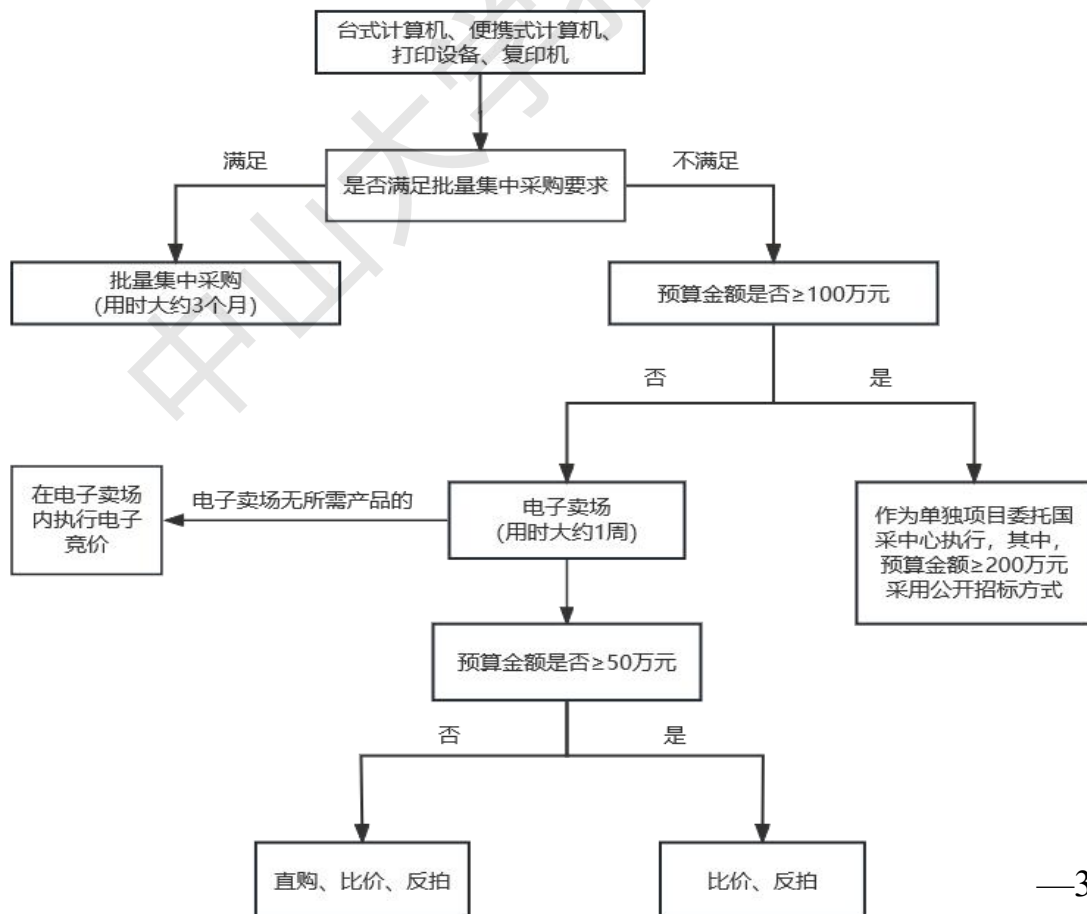 台式计算机、便携式计算机、
打印设备、复印机
满足
是否满足批量集中采购要求
不满足
批量集中采购
(用时大约3个月)
预算金额是否≥100万元
否
是
在电子卖场
内执行电子
竞价
电子卖场无所需产品的
电子卖场
(用时大约1周)
作为单独项目委托国
采中心执行，其中，
预算金额≥200万元
采用公开招标方式
预算金额是否≥50万元
否
是
直购、比价、反拍
比价、反拍
—3
中山大学